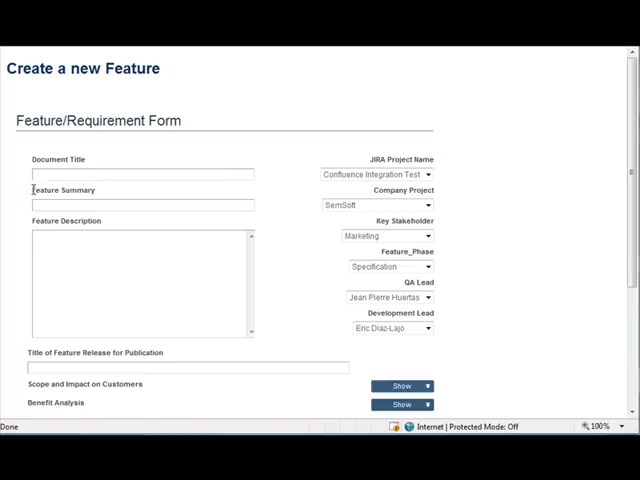 Create a new Feature
Feature/Requirement Form
Document Title
JIRA Project Name
Confluence Integration Test
Feature Summary
Company Project
SemSoft
Feature Description
Key Stakeholder
Marketing
Feature_Phase
Specification
QA Lead
Jean Pierre Huertas
Development Lead
Eric Diaz-Lajo
Title of Feature Release for Publication
Scope and Impact on Customers
Show
Benefit Analysis
Show
Done
Internet | Protected Mode: Off
100%